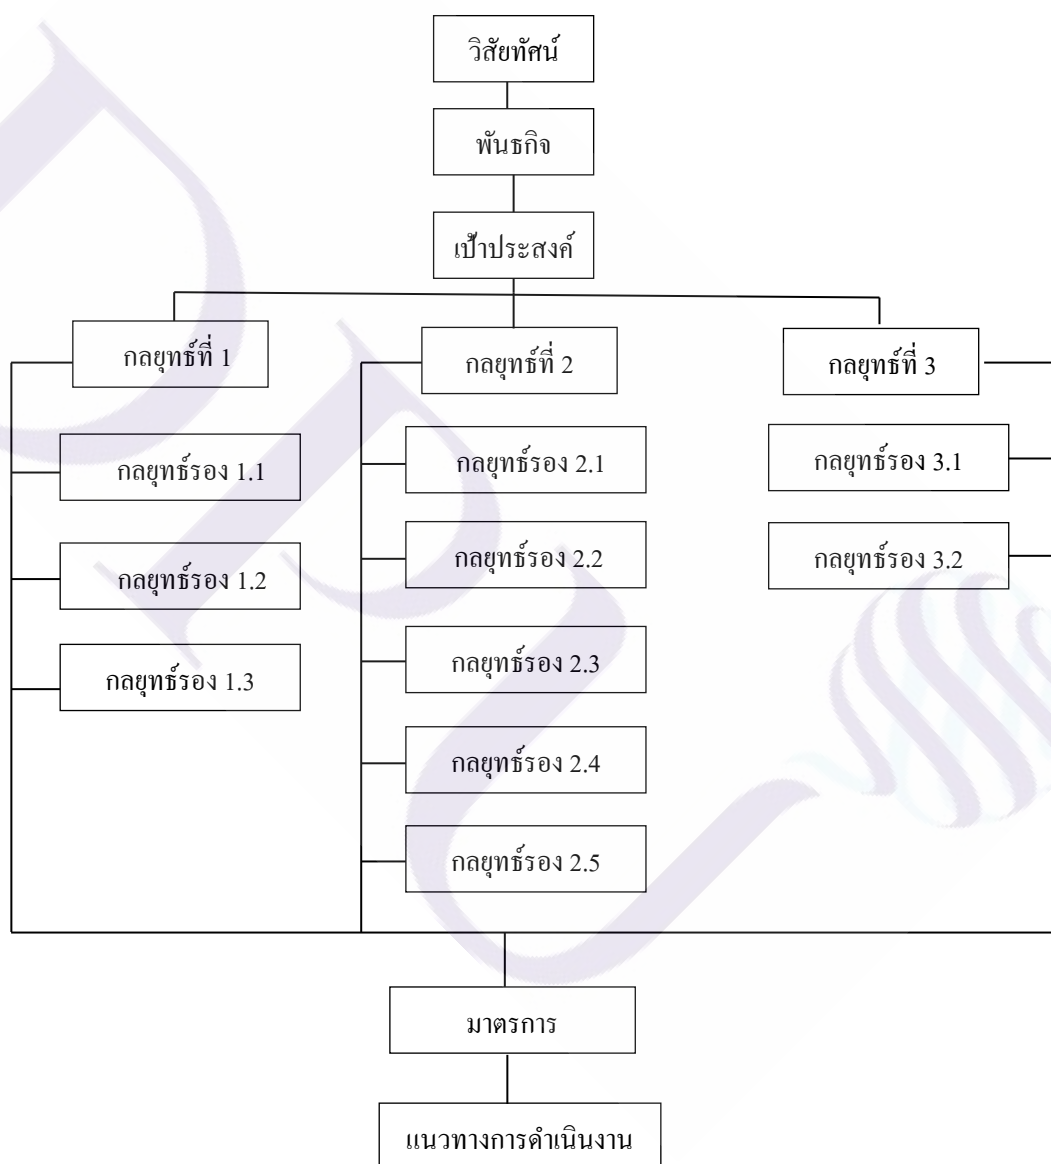 วิสัยทัศน์
พันธกิจ
เป้าประสงค์
กลยุทธ์ที่ 1
กลยุทธ์รอง 1.1
กลยุทธ์รอง 1.2
กลยุทธ์รอง 1.3
กลยุทธ์ที่ 2
กลยุทธ์รอง 2.1
กลยุทธ์รอง 2.2
กลยุทธ์รอง 2.3
กลยุทธ์รอง 2.4
กลยุทธ์รอง 2.5
กลยุทธ์ที่ 3
กลยุทธ์รอง 3.1
กลยุทธ์รอง 3.2
มาตรการ
แนวทางการดำเนินงาน
DPU